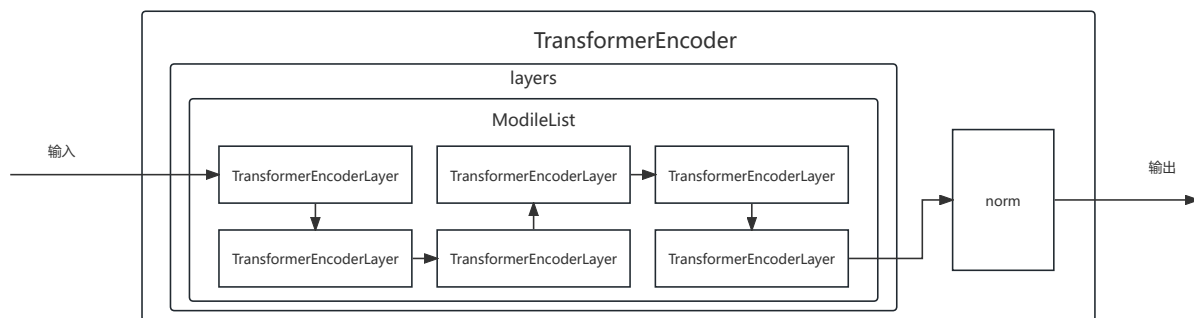 TransformerEncoder
layers
ModileList
输入
TransformerEncoderLayer
TransformerEncoderLayer
TransformerEncoderLayer
TransformerEncoderLayer
TransformerEncoderLayer
TransformerEncoderLayer
norm
输出